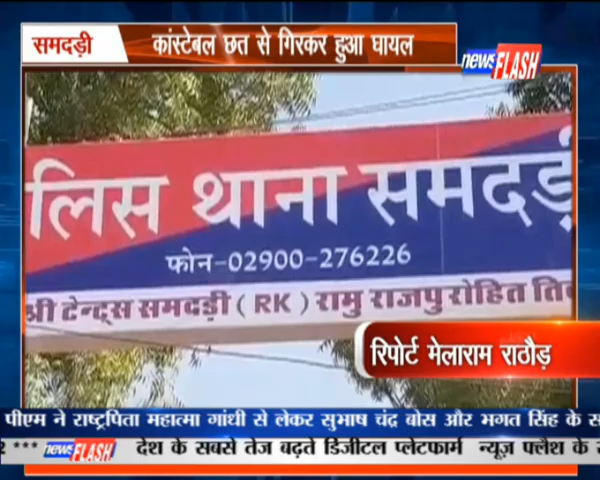 समदड़ी
कांस्टेबल छत से गिरकर हुआ घायल
news FLASH
लिस थाना समदड़ी
फोन-02900-276226
श्री टेन्ट्स समदड़ी ( RK ) रामु राजपुरोहित
रिपोर्ट मेलाराम राठौड़
पीएम ने राष्ट्रपिता महात्मा गांधी से लेकर सुभाष चंद्र बोस और भगत सिंह के
*** news FLASH देश के सबसे तेज बढ़ते डिजीटल प्लेटफार्म न्यूज़ फ्लैश के